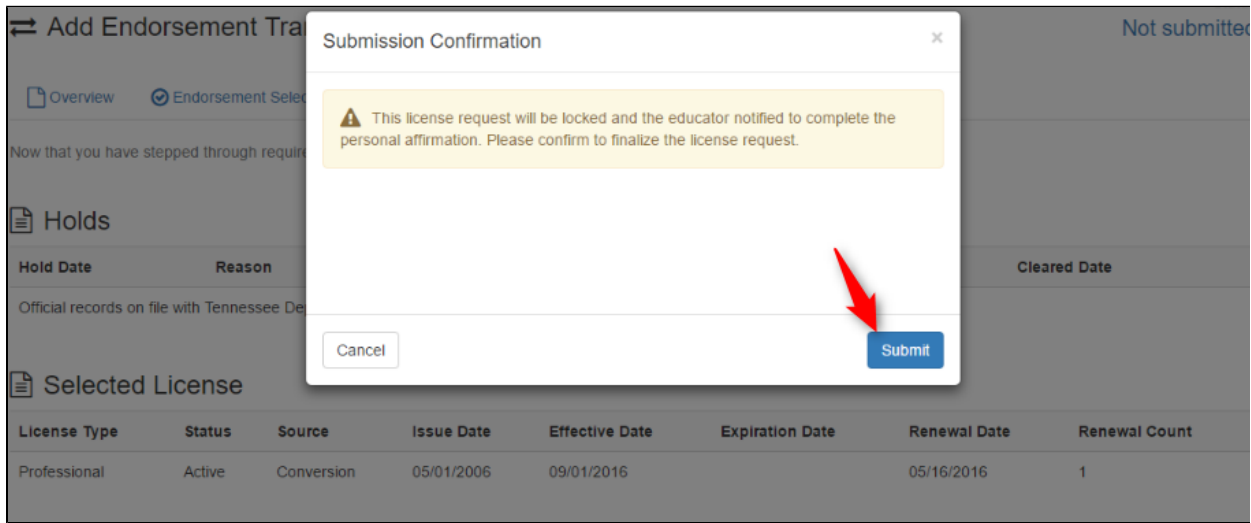 Add Endorsement Tra
Not submitted
Submission Confirmation
×
Overview
Endorsement Selec
This license request will be locked and the educator notified to complete the
personal affirmation. Please confirm to finalize the license request.
Now that you have stepped through require
Holds
Hold Date Reason Cleared Date
Official records on file with Tennessee De
Cancel
Submit
Selected License
License Type Status Source Issue Date Effective Date Expiration Date Renewal Date Renewal Count
Professional Active Conversion 05/01/2006 09/01/2016 05/16/2016 1